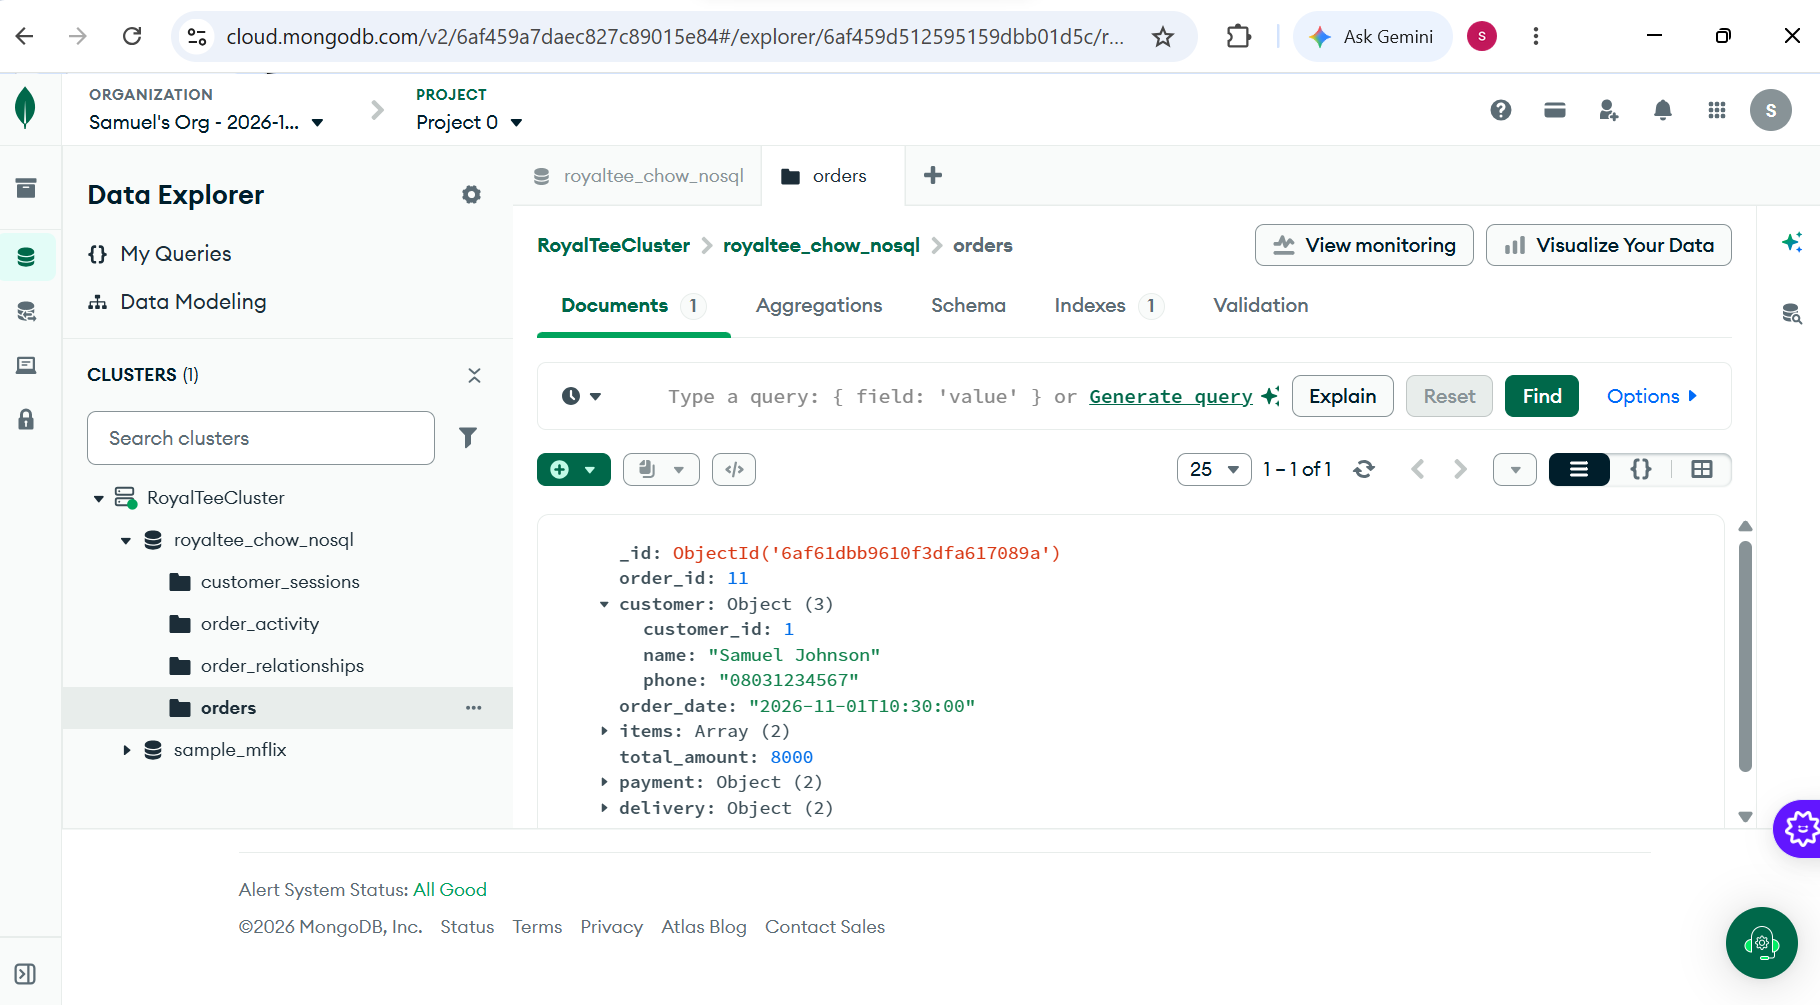 cloud.mongodb.com/v2/6af459a7daec827c89015e84#/explorer/6af459d512595159dbb01d5c/r...
Ask Gemini
S
ORGANIZATION
Samuel's Org - 2026-1...
PROJECT
Project 0
S
Data Explorer
My Queries
Data Modeling
CLUSTERS (1)
Search clusters
RoyalTeeCluster
royaltee_chow_nosql
customer_sessions
order_activity
order_relationships
orders
sample_mflix
royaltee_chow_nosql
orders
RoyalTeeCluster > royaltee_chow_nosql > orders
View monitoring
Visualize Your Data
Documents 1 Aggregations Schema Indexes 1 Validation
Type a query: { field: 'value' } or Generate query
Explain
Reset
Find
Options
25
1 – 1 of 1
_id: ObjectId('6af61dbb9610f3dfa617089a')
order_id: 11
customer: Object (3)
customer_id: 1
name: "Samuel Johnson"
phone: "08031234567"
order_date: "2026-11-01T10:30:00"
items: Array (2)
total_amount: 8000
payment: Object (2)
delivery: Object (2)
Alert System Status: All Good
©2026 MongoDB, Inc. Status Terms Privacy Atlas Blog Contact Sales